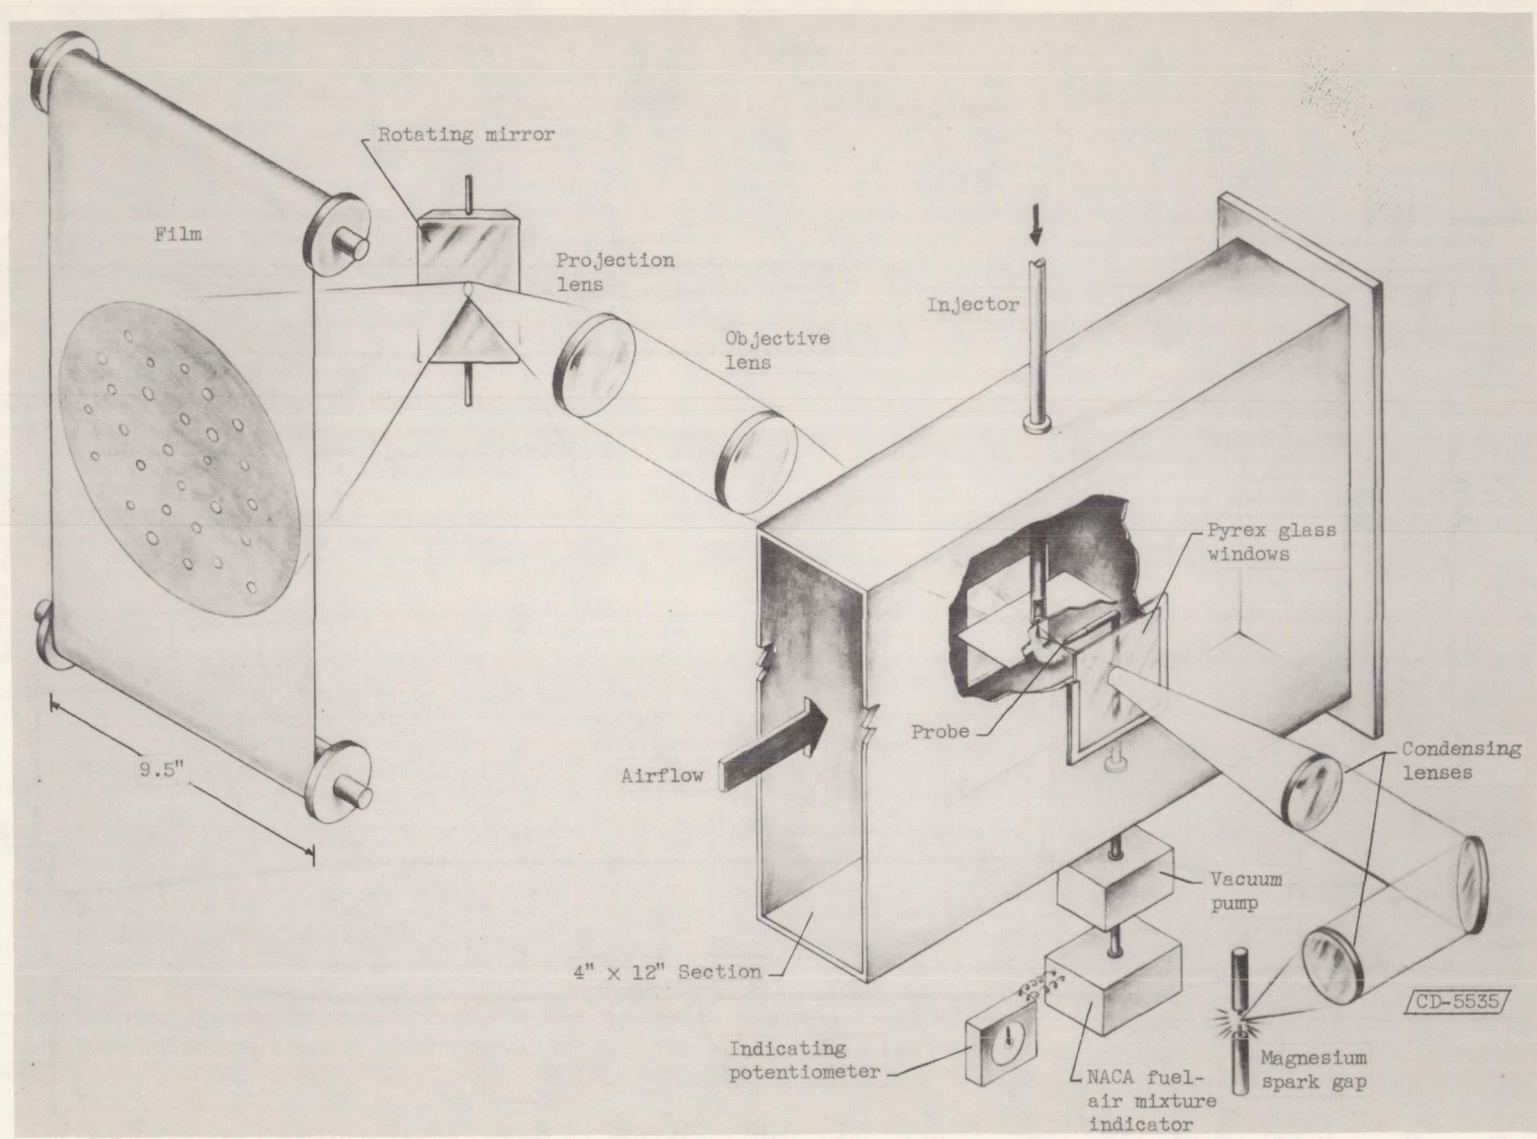 Rotating mirror
Film
Projection
lens
Objective
lens
Injector
Pyrex glass
windows
Probe
Airflow
Condensing
lenses
9.5"
Vacuum
pump
4" × 12" Section
CD-5535
Indicating
potentiometer
NACA fuel-
air mixture
indicator
Magnesium
spark gap